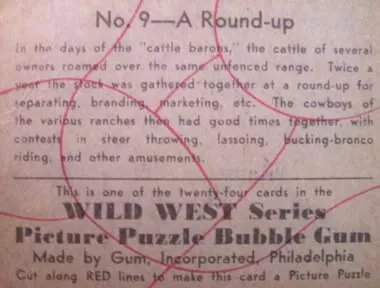 No. 9—A Round-up
In the days of the "cattle barons," the cattle of several
owners roamed over the same unfenced range. Twice a
year the stock was gathered together at a round-up for
separating, branding, marketing, etc. The cowboys of
the various ranches then had good times together, with
contests in steer throwing, lassoing, bucking-bronco
riding, and other amusements.
This is one of the twenty-four cards in the
WILD WEST Series
Picture Puzzle Bubble Gum
Made by Gum, Incorporated, Philadelphia
Cut along RED lines to make this card a Picture Puzzle